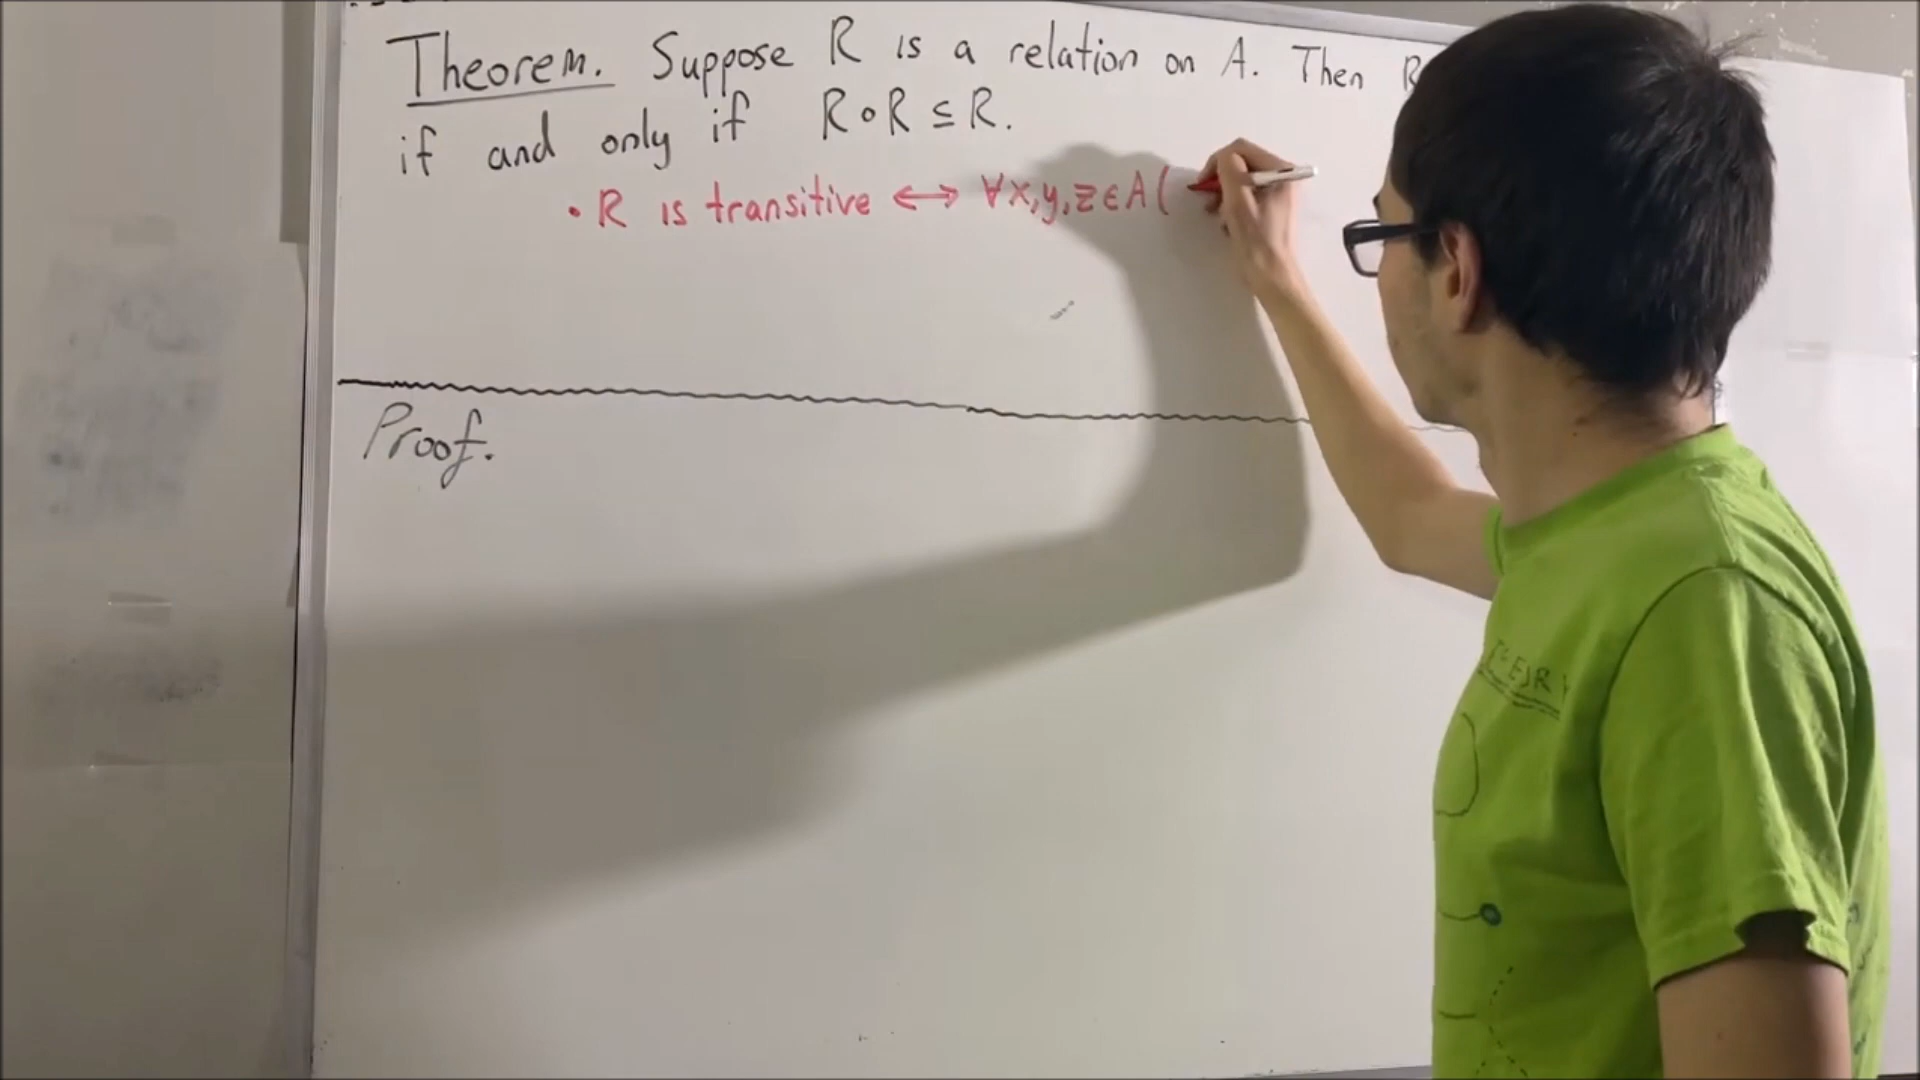 Theorem. Suppose R is a relation on A. Then R
if and only if R∘R ⊆ R.
• R is transitive ↔ ∀x,y,z∈A(
Proof.